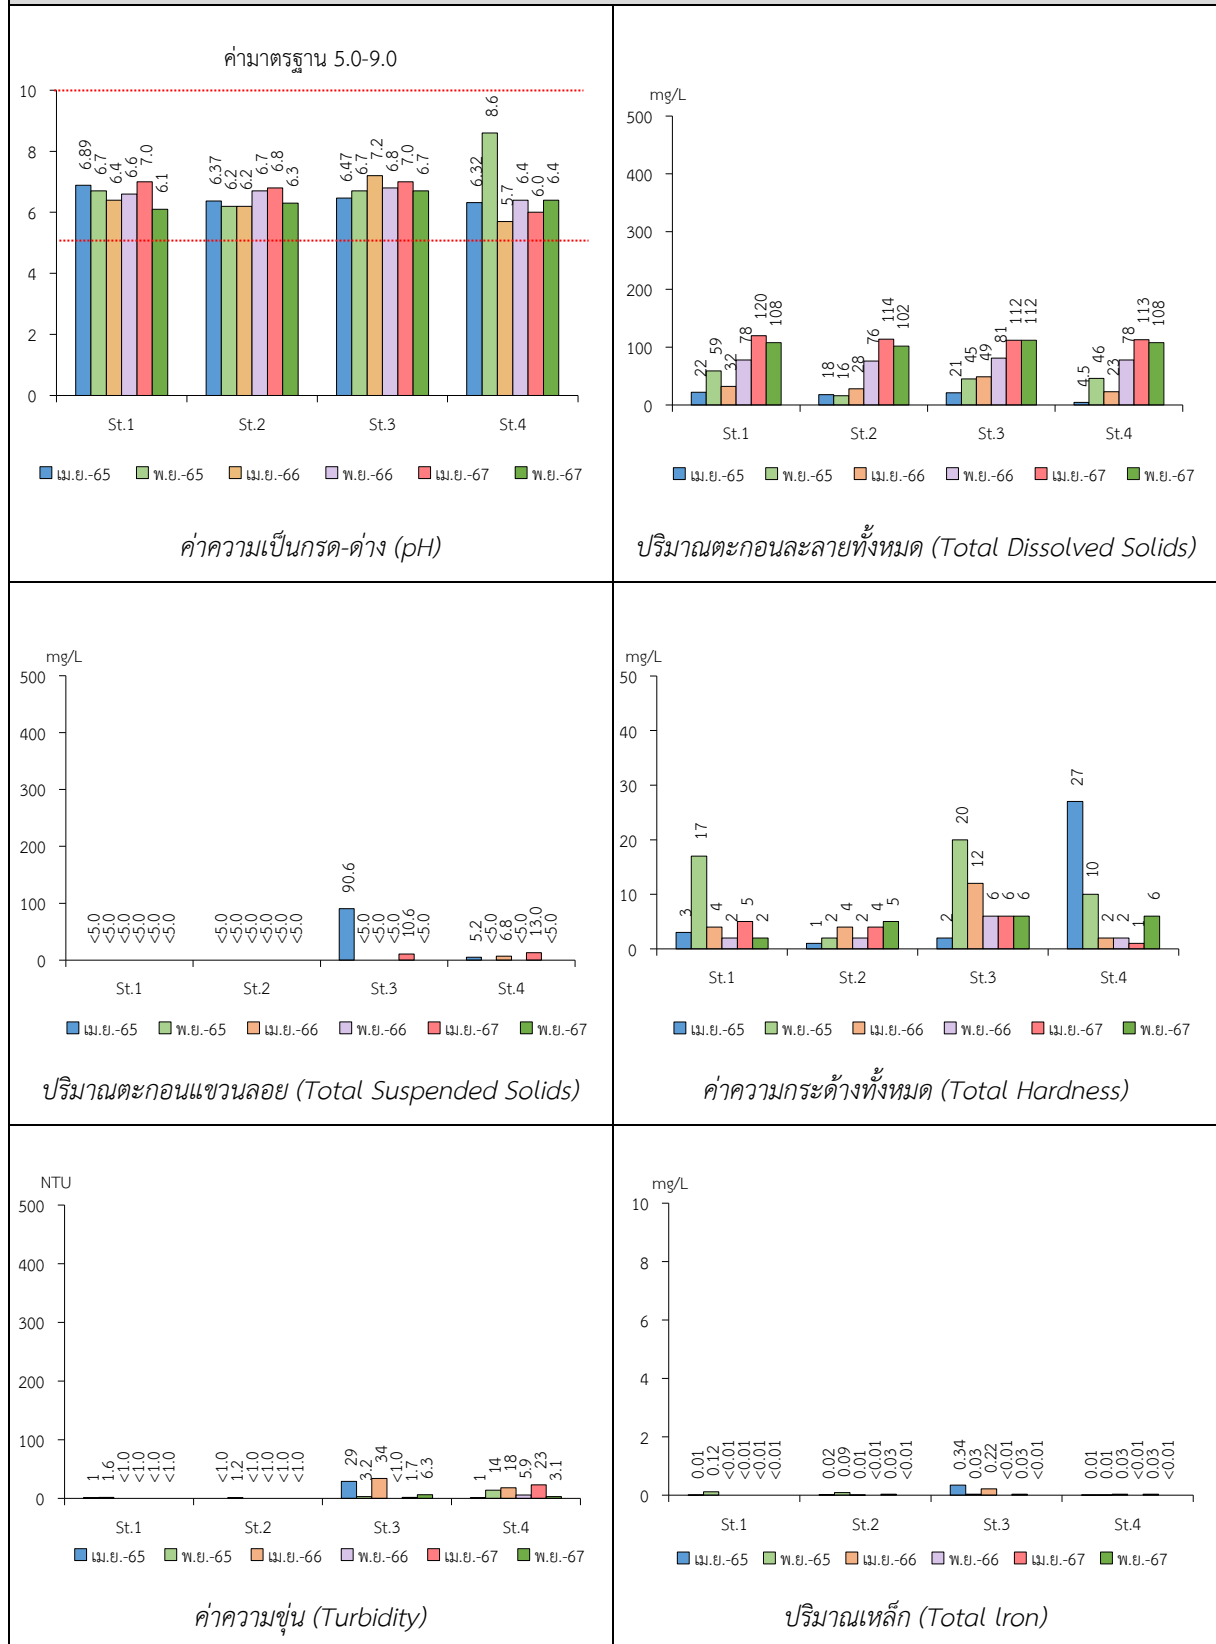 ค่ามาตรฐาน 5.0-9.0
10
8
6
4
2
0
6.89 6.7 6.4 6.6 7.0 6.1
6.37 6.2 6.2 6.7 6.8 6.3
6.47 6.7 7.2 6.8 7.0 6.7
6.32 8.6 5.7 6.4 6.0 6.4
St.1 St.2 St.3 St.4
เม.ย.-65 พ.ย.-65 เม.ย.-66 พ.ย.-66 เม.ย.-67 พ.ย.-67
ค่าความเป็นกรด-ด่าง (pH)
mg/L
500
400
300
200
100
0
22 59 32 78 120 108
18 16 28 76 114 102
21 45 49 81 112 112
4.5 46 23 78 113 108
St.1 St.2 St.3 St.4
เม.ย.-65 พ.ย.-65 เม.ย.-66 พ.ย.-66 เม.ย.-67 พ.ย.-67
ปริมาณตะกอนละลายทั้งหมด (Total Dissolved Solids)
mg/L
500
400
300
200
100
0
<5.0 <5.0 <5.0 <5.0 <5.0 <5.0
<5.0 <5.0 <5.0 <5.0 <5.0 <5.0
90.6 <5.0 <5.0 <5.0 10.6 <5.0
5.2 <5.0 6.8 <5.0 13.0 <5.0
St.1 St.2 St.3 St.4
เม.ย.-65 พ.ย.-65 เม.ย.-66 พ.ย.-66 เม.ย.-67 พ.ย.-67
ปริมาณตะกอนแขวนลอย (Total Suspended Solids)
mg/L
50
40
30
20
10
0
3 17 4 2 5 2
1 2 4 2 4 5
2 20 12 6 6 6
27 10 2 2 1 6
St.1 St.2 St.3 St.4
เม.ย.-65 พ.ย.-65 เม.ย.-66 พ.ย.-66 เม.ย.-67 พ.ย.-67
ค่าความกระด้างทั้งหมด (Total Hardness)
NTU
500
400
300
200
100
0
1 1.6 <1.0 <1.0 <1.0 <1.0
<1.0 1.2 <1.0 <1.0 <1.0 <1.0
29 3.2 34 <1.0 1.7 6.3
1 14 18 5.9 23 3.1
St.1 St.2 St.3 St.4
เม.ย.-65 พ.ย.-65 เม.ย.-66 พ.ย.-66 เม.ย.-67 พ.ย.-67
ค่าความขุ่น (Turbidity)
mg/L
10
8
6
4
2
0
0.01 0.12 <0.01 <0.01 <0.01 <0.01
0.02 0.09 0.01 <0.01 0.03 <0.01
0.34 0.03 0.22 <0.01 0.03 <0.01
0.01 0.01 0.03 <0.01 0.03 <0.01
St.1 St.2 St.3 St.4
เม.ย.-65 พ.ย.-65 เม.ย.-66 พ.ย.-66 เม.ย.-67 พ.ย.-67
ปริมาณเหล็ก (Total lron)